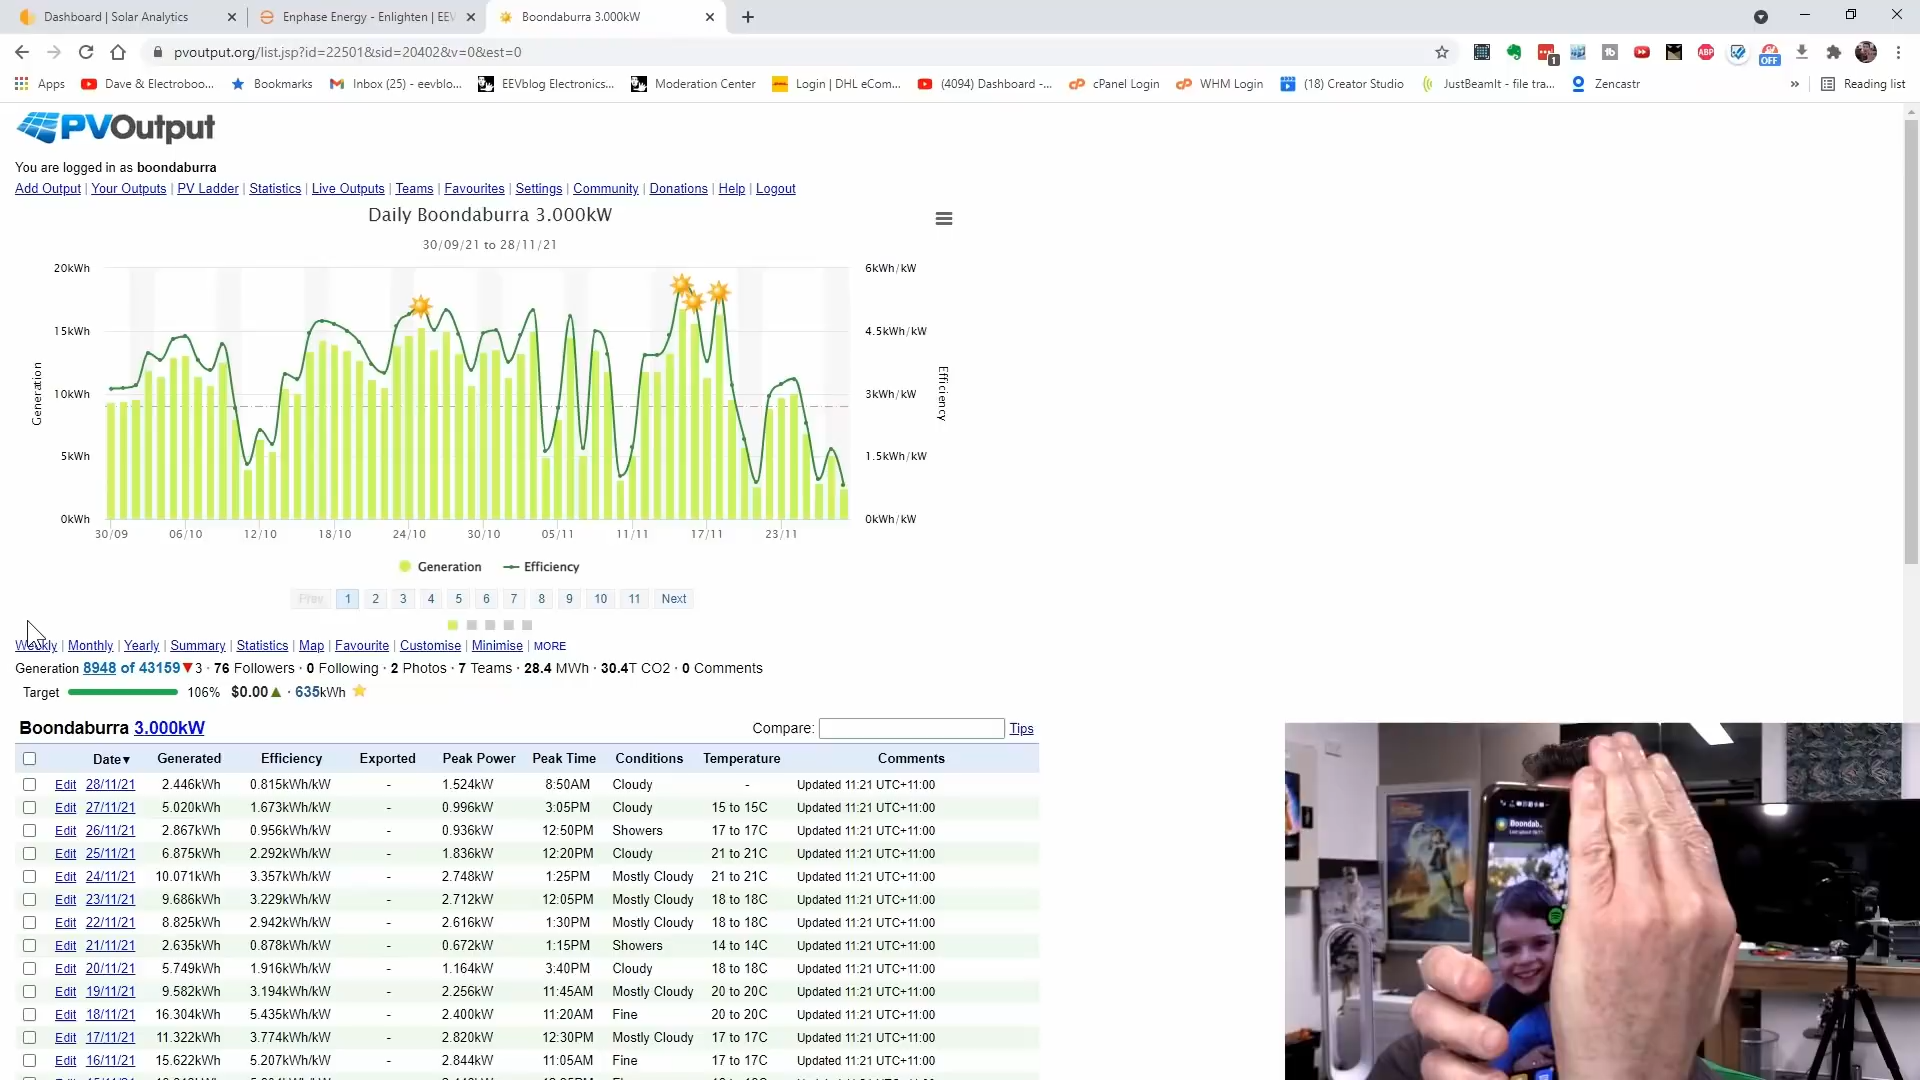 Dashboard | Solar Analytics
Enphase Energy - Enlighten | EEV
Boondaburra 3.000kW
pvoutput.org/list.jsp?id=22501&sid=20402&v=0&est=0
1
ABP
OFF
Apps
Dave & Electroboo...
Bookmarks
Inbox (25) - eevblo...
EEVblog Electronics...
Moderation Center
Login | DHL eCom...
(4094) Dashboard -...
cPanel Login
WHM Login
(18) Creator Studio
JustBeamIt - file tra...
Zencastr
»
Reading list
PVOutput
You are logged in as boondaburra
Add Output | Your Outputs | PV Ladder | Statistics | Live Outputs | Teams | Favourites | Settings | Community | Donations | Help | Logout
Daily Boondaburra 3.000kW
30/09/21 to 28/11/21
20kWh 6kWh/kW
15kWh 4.5kWh/kW
10kWh 3kWh/kW
5kWh 1.5kWh/kW
0kWh 0kWh/kW
Generation
Efficiency
30/09 06/10 12/10 18/10 24/10 30/10 05/11 11/11 17/11 23/11
Generation Efficiency
Prev 1 2 3 4 5 6 7 8 9 10 11 Next
Weekly | Monthly | Yearly | Summary | Statistics | Map | Favourite | Customise | Minimise | MORE
Generation 8948 of 43159▼3 · 76 Followers · 0 Following · 2 Photos · 7 Teams · 28.4 MWh · 30.4T CO2 · 0 Comments
Target 106% $0.00▲ · 635kWh
Boondaburra 3.000kW Compare: Tips
Date▼ Generated Efficiency Exported Peak Power Peak Time Conditions Temperature Comments
Edit 28/11/21 2.446kWh 0.815kWh/kW - 1.524kW 8:50AM Cloudy - Updated 11:21 UTC+11:00
Edit 27/11/21 5.020kWh 1.673kWh/kW - 0.996kW 3:05PM Cloudy 15 to 15C Updated 11:21 UTC+11:00
Edit 26/11/21 2.867kWh 0.956kWh/kW - 0.936kW 12:50PM Showers 17 to 17C Updated 11:21 UTC+11:00
Edit 25/11/21 6.875kWh 2.292kWh/kW - 1.836kW 12:20PM Cloudy 21 to 21C Updated 11:21 UTC+11:00
Edit 24/11/21 10.071kWh 3.357kWh/kW - 2.748kW 1:25PM Mostly Cloudy 21 to 21C Updated 11:21 UTC+11:00
Edit 23/11/21 9.686kWh 3.229kWh/kW - 2.712kW 12:05PM Mostly Cloudy 18 to 18C Updated 11:21 UTC+11:00
Edit 22/11/21 8.825kWh 2.942kWh/kW - 2.616kW 1:30PM Mostly Cloudy 18 to 18C Updated 11:21 UTC+11:00
Edit 21/11/21 2.635kWh 0.878kWh/kW - 0.672kW 1:15PM Showers 14 to 14C Updated 11:21 UTC+11:00
Edit 20/11/21 5.749kWh 1.916kWh/kW - 1.164kW 3:40PM Cloudy 18 to 18C Updated 11:21 UTC+11:00
Edit 19/11/21 9.582kWh 3.194kWh/kW - 2.256kW 11:45AM Mostly Cloudy 20 to 20C Updated 11:21 UTC+11:00
Edit 18/11/21 16.304kWh 5.435kWh/kW - 2.400kW 11:20AM Fine 20 to 20C Updated 11:21 UTC+11:00
Edit 17/11/21 11.322kWh 3.774kWh/kW - 2.820kW 12:30PM Mostly Cloudy 17 to 17C Updated 11:21 UTC+11:00
Edit 16/11/21 15.622kWh 5.207kWh/kW - 2.844kW 11:05AM Fine 17 to 17C Updated 11:21 UTC+11:00
Boondab..